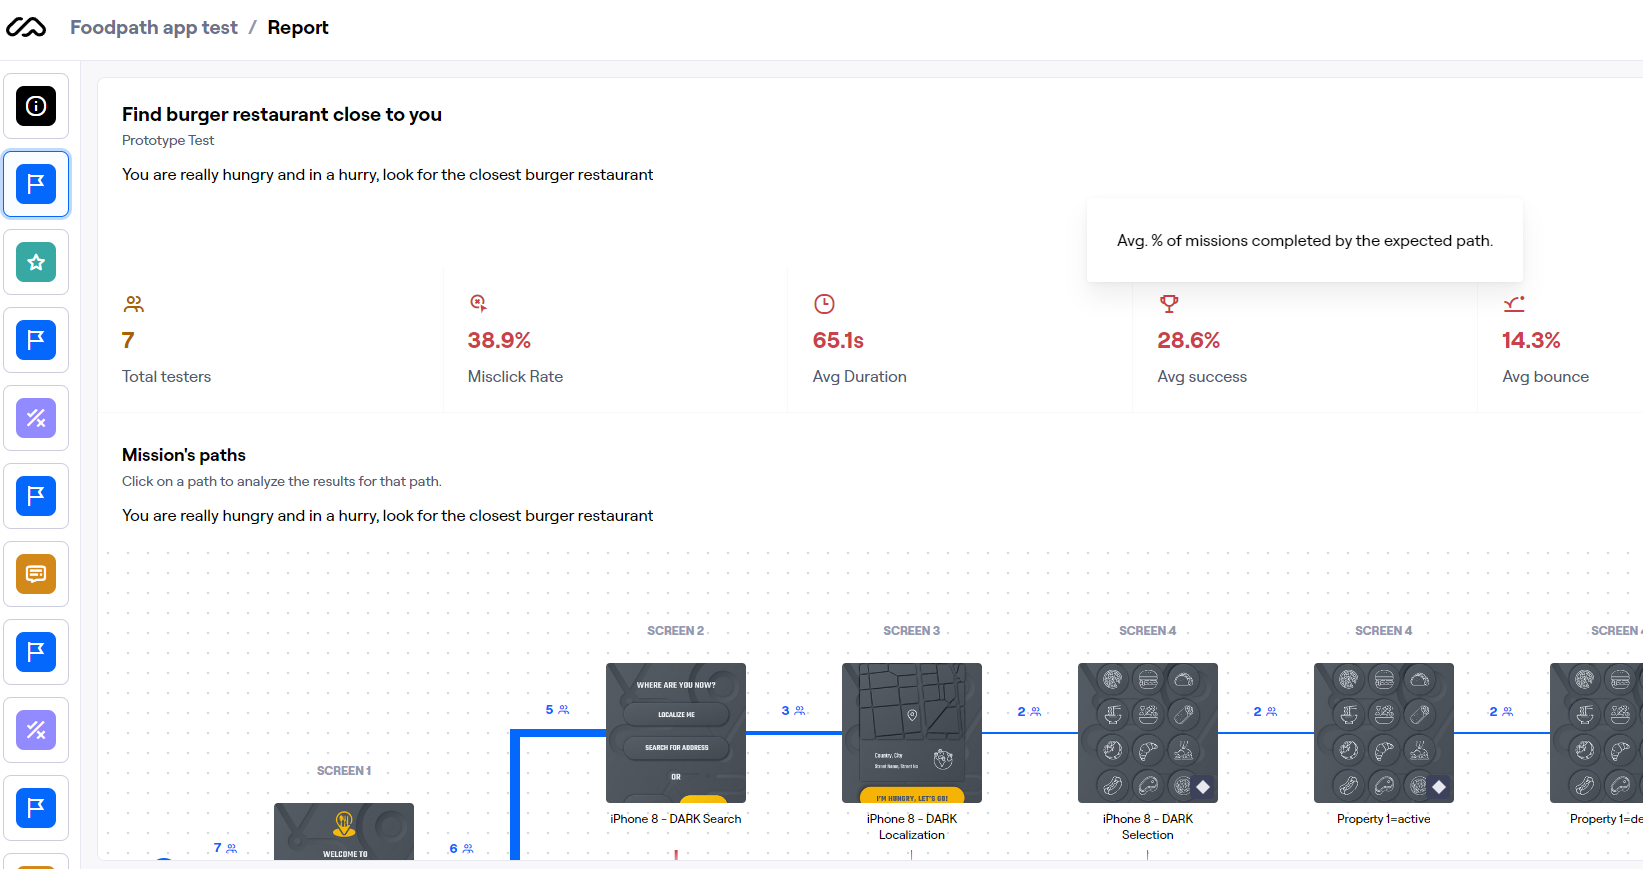 Foodpath app test / Report
Find burger restaurant close to you
Prototype Test
You are really hungry and in a hurry, look for the closest burger restaurant
Avg. % of missions completed by the expected path.
7
Total testers
38.9%
Misclick Rate
65.1s
Avg Duration
28.6%
Avg success
14.3%
Avg bounce
Mission's paths
Click on a path to analyze the results for that path.
You are really hungry and in a hurry, look for the closest burger restaurant
SCREEN 1
WELCOME TO
7
6
5
SCREEN 2
WHERE ARE YOU NOW?
LOCALIZE ME
SEARCH FOR ADDRESS
OR
iPhone 8 - DARK Search
3
SCREEN 3
Country, City
Street Name, Street No
I'M HUNGRY, LET'S GO!
iPhone 8 - DARK
Localization
2
SCREEN 4
iPhone 8 - DARK
Selection
2
SCREEN 4
Property 1=active
2
SCREEN
Property 1=de